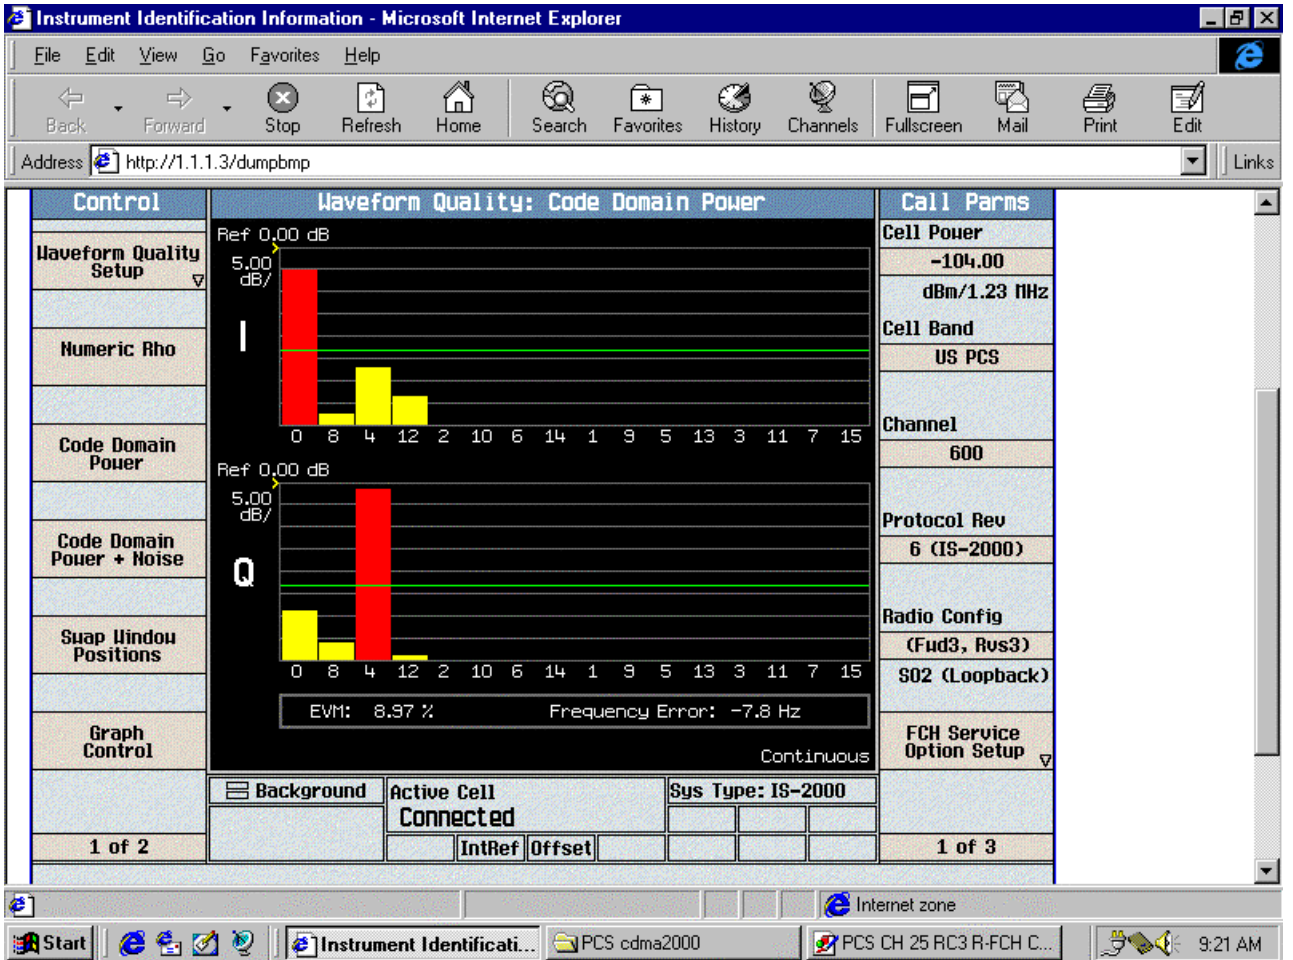 Instrument Identification Information - Microsoft Internet Explorer
File Edit View Go Favorites Help
Back Forward Stop Refresh Home Search Favorites History Channels Fullscreen Mail Print Edit
Address http://1.1.1.3/dumpbmp Links
Control
Waveform Quality
Setup
Numeric Rho
Code Domain
Power
Code Domain
Power + Noise
Swap Window
Positions
Graph
Control
1 of 2
Waveform Quality: Code Domain Power
Ref 0.00 dB
5.00
dB/
I
0 8 4 12 2 10 6 14 1 9 5 13 3 11 7 15
Ref 0.00 dB
5.00
dB/
Q
0 8 4 12 2 10 6 14 1 9 5 13 3 11 7 15
EVM: 8.97 % Frequency Error: -7.8 Hz
Continuous
Background
Active Cell
Connected
Sys Type: IS-2000
IntRef Offset
Call Parms
Cell Power
-104.00
dBm/1.23 MHz
Cell Band
US PCS
Channel
600
Protocol Rev
6 (IS-2000)
Radio Config
(Fwd3, Rvs3)
SO2 (Loopback)
FCH Service
Option Setup
1 of 3
Internet zone
Start Instrument Identificati... PCS cdma2000 PCS CH 25 RC3 R-FCH C... 9:21 AM